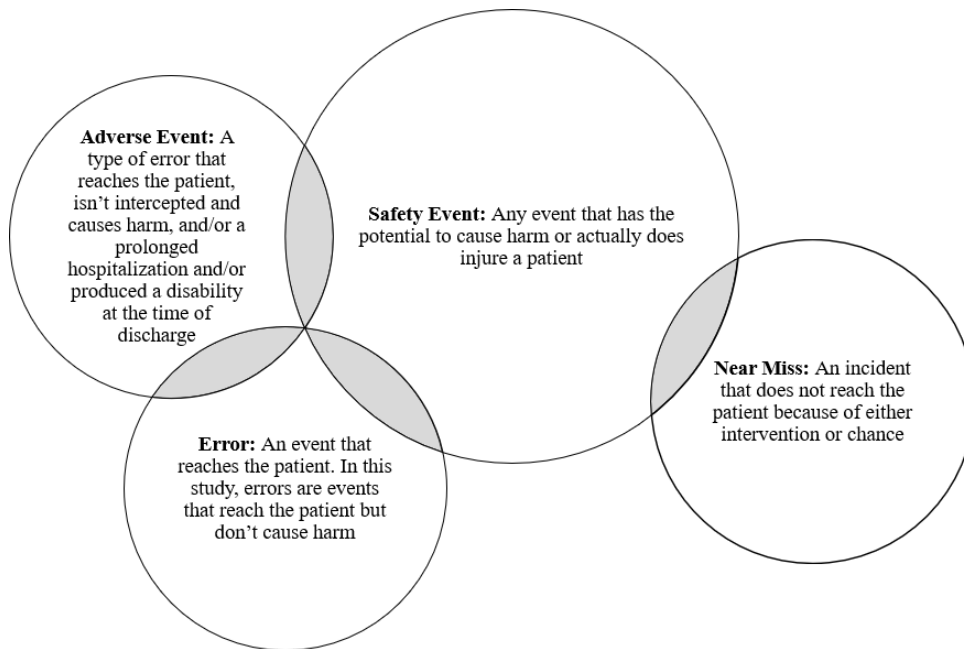 Adverse Event: A
type of error that
reaches the patient,
isn’t intercepted and
causes harm, and/or a
prolonged
hospitalization and/or
produced a disability
at the time of
discharge
Safety Event: Any event that has the
potential to cause harm or actually does
injure a patient
Near Miss: An incident
that does not reach the
patient because of either
intervention or chance
Error: An event that
reaches the patient. In this
study, errors are events
that reach the patient but
don’t cause harm